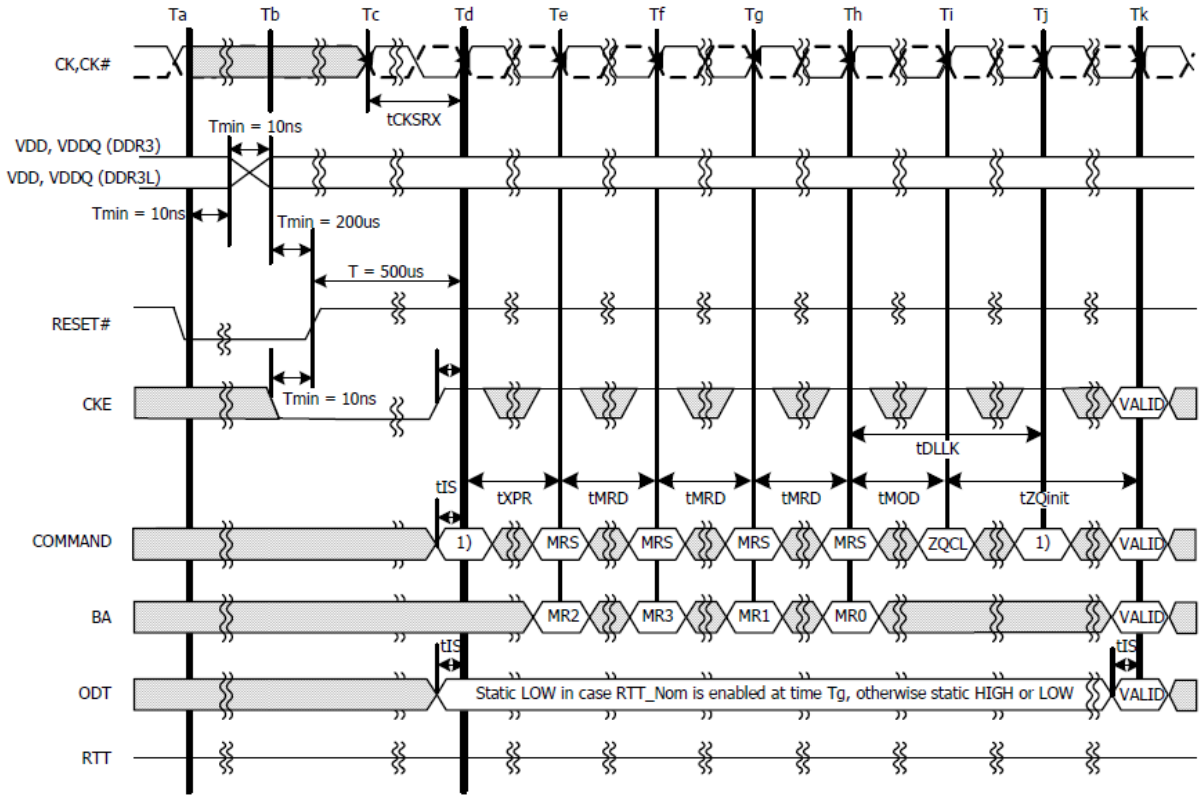 Ta Tb Tc Td Te Tf Tg Th Ti Tj Tk
CK,CK#
tCKSRX
Tmin = 10ns
VDD, VDDQ (DDR3)
VDD, VDDQ (DDR3L)
Tmin = 10ns
Tmin = 200us
T = 500us
RESET#
CKE
Tmin = 10ns
VALID
tDLLK
tIS
tXPR tMRD tMRD tMRD tMOD tZQinit
COMMAND 1) MRS MRS MRS MRS ZQCL 1) VALID
BA MR2 MR3 MR1 MR0 VALID
tIS tIS
ODT Static LOW in case RTT_Nom is enabled at time Tg, otherwise static HIGH or LOW VALID
RTT